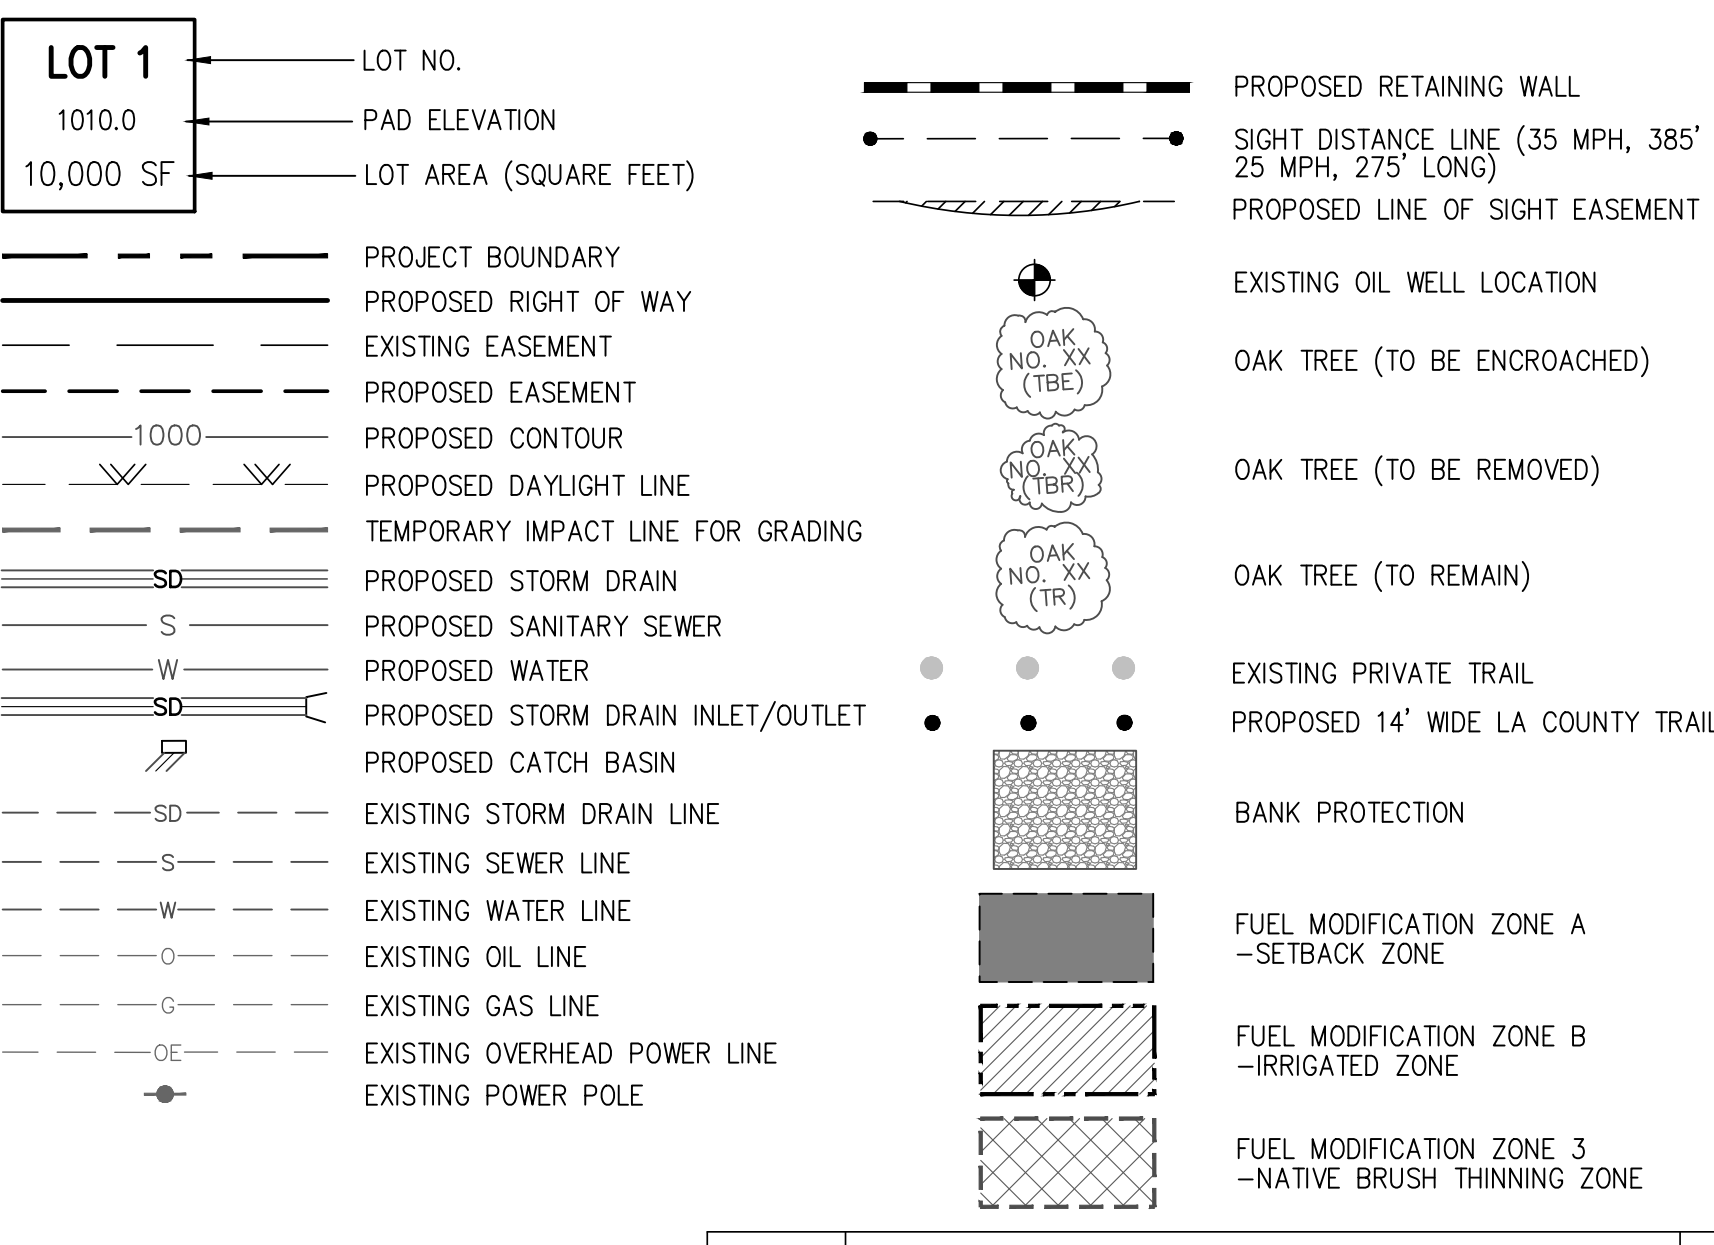 LOT 1
1010.0
10,000 SF
LOT NO.
PAD ELEVATION
LOT AREA (SQUARE FEET)
PROJECT BOUNDARY
PROPOSED RIGHT OF WAY
EXISTING EASEMENT
PROPOSED EASEMENT
1000
PROPOSED CONTOUR
PROPOSED DAYLIGHT LINE
TEMPORARY IMPACT LINE FOR GRADING
SD
PROPOSED STORM DRAIN
S
PROPOSED SANITARY SEWER
W
PROPOSED WATER
SD
PROPOSED STORM DRAIN INLET/OUTLET
PROPOSED CATCH BASIN
SD
EXISTING STORM DRAIN LINE
S
EXISTING SEWER LINE
W
EXISTING WATER LINE
O
EXISTING OIL LINE
G
EXISTING GAS LINE
OE
EXISTING OVERHEAD POWER LINE
EXISTING POWER POLE
PROPOSED RETAINING WALL
SIGHT DISTANCE LINE (35 MPH, 385'
25 MPH, 275' LONG)
PROPOSED LINE OF SIGHT EASEMENT
EXISTING OIL WELL LOCATION
OAK
NO. XX
(TBE)
OAK TREE (TO BE ENCROACHED)
OAK
NO. XX
(TBR)
OAK TREE (TO BE REMOVED)
OAK
NO. XX
(TR)
OAK TREE (TO REMAIN)
EXISTING PRIVATE TRAIL
PROPOSED 14' WIDE LA COUNTY TRAIL
BANK PROTECTION
FUEL MODIFICATION ZONE A
-SETBACK ZONE
FUEL MODIFICATION ZONE B
-IRRIGATED ZONE
FUEL MODIFICATION ZONE 3
-NATIVE BRUSH THINNING ZONE